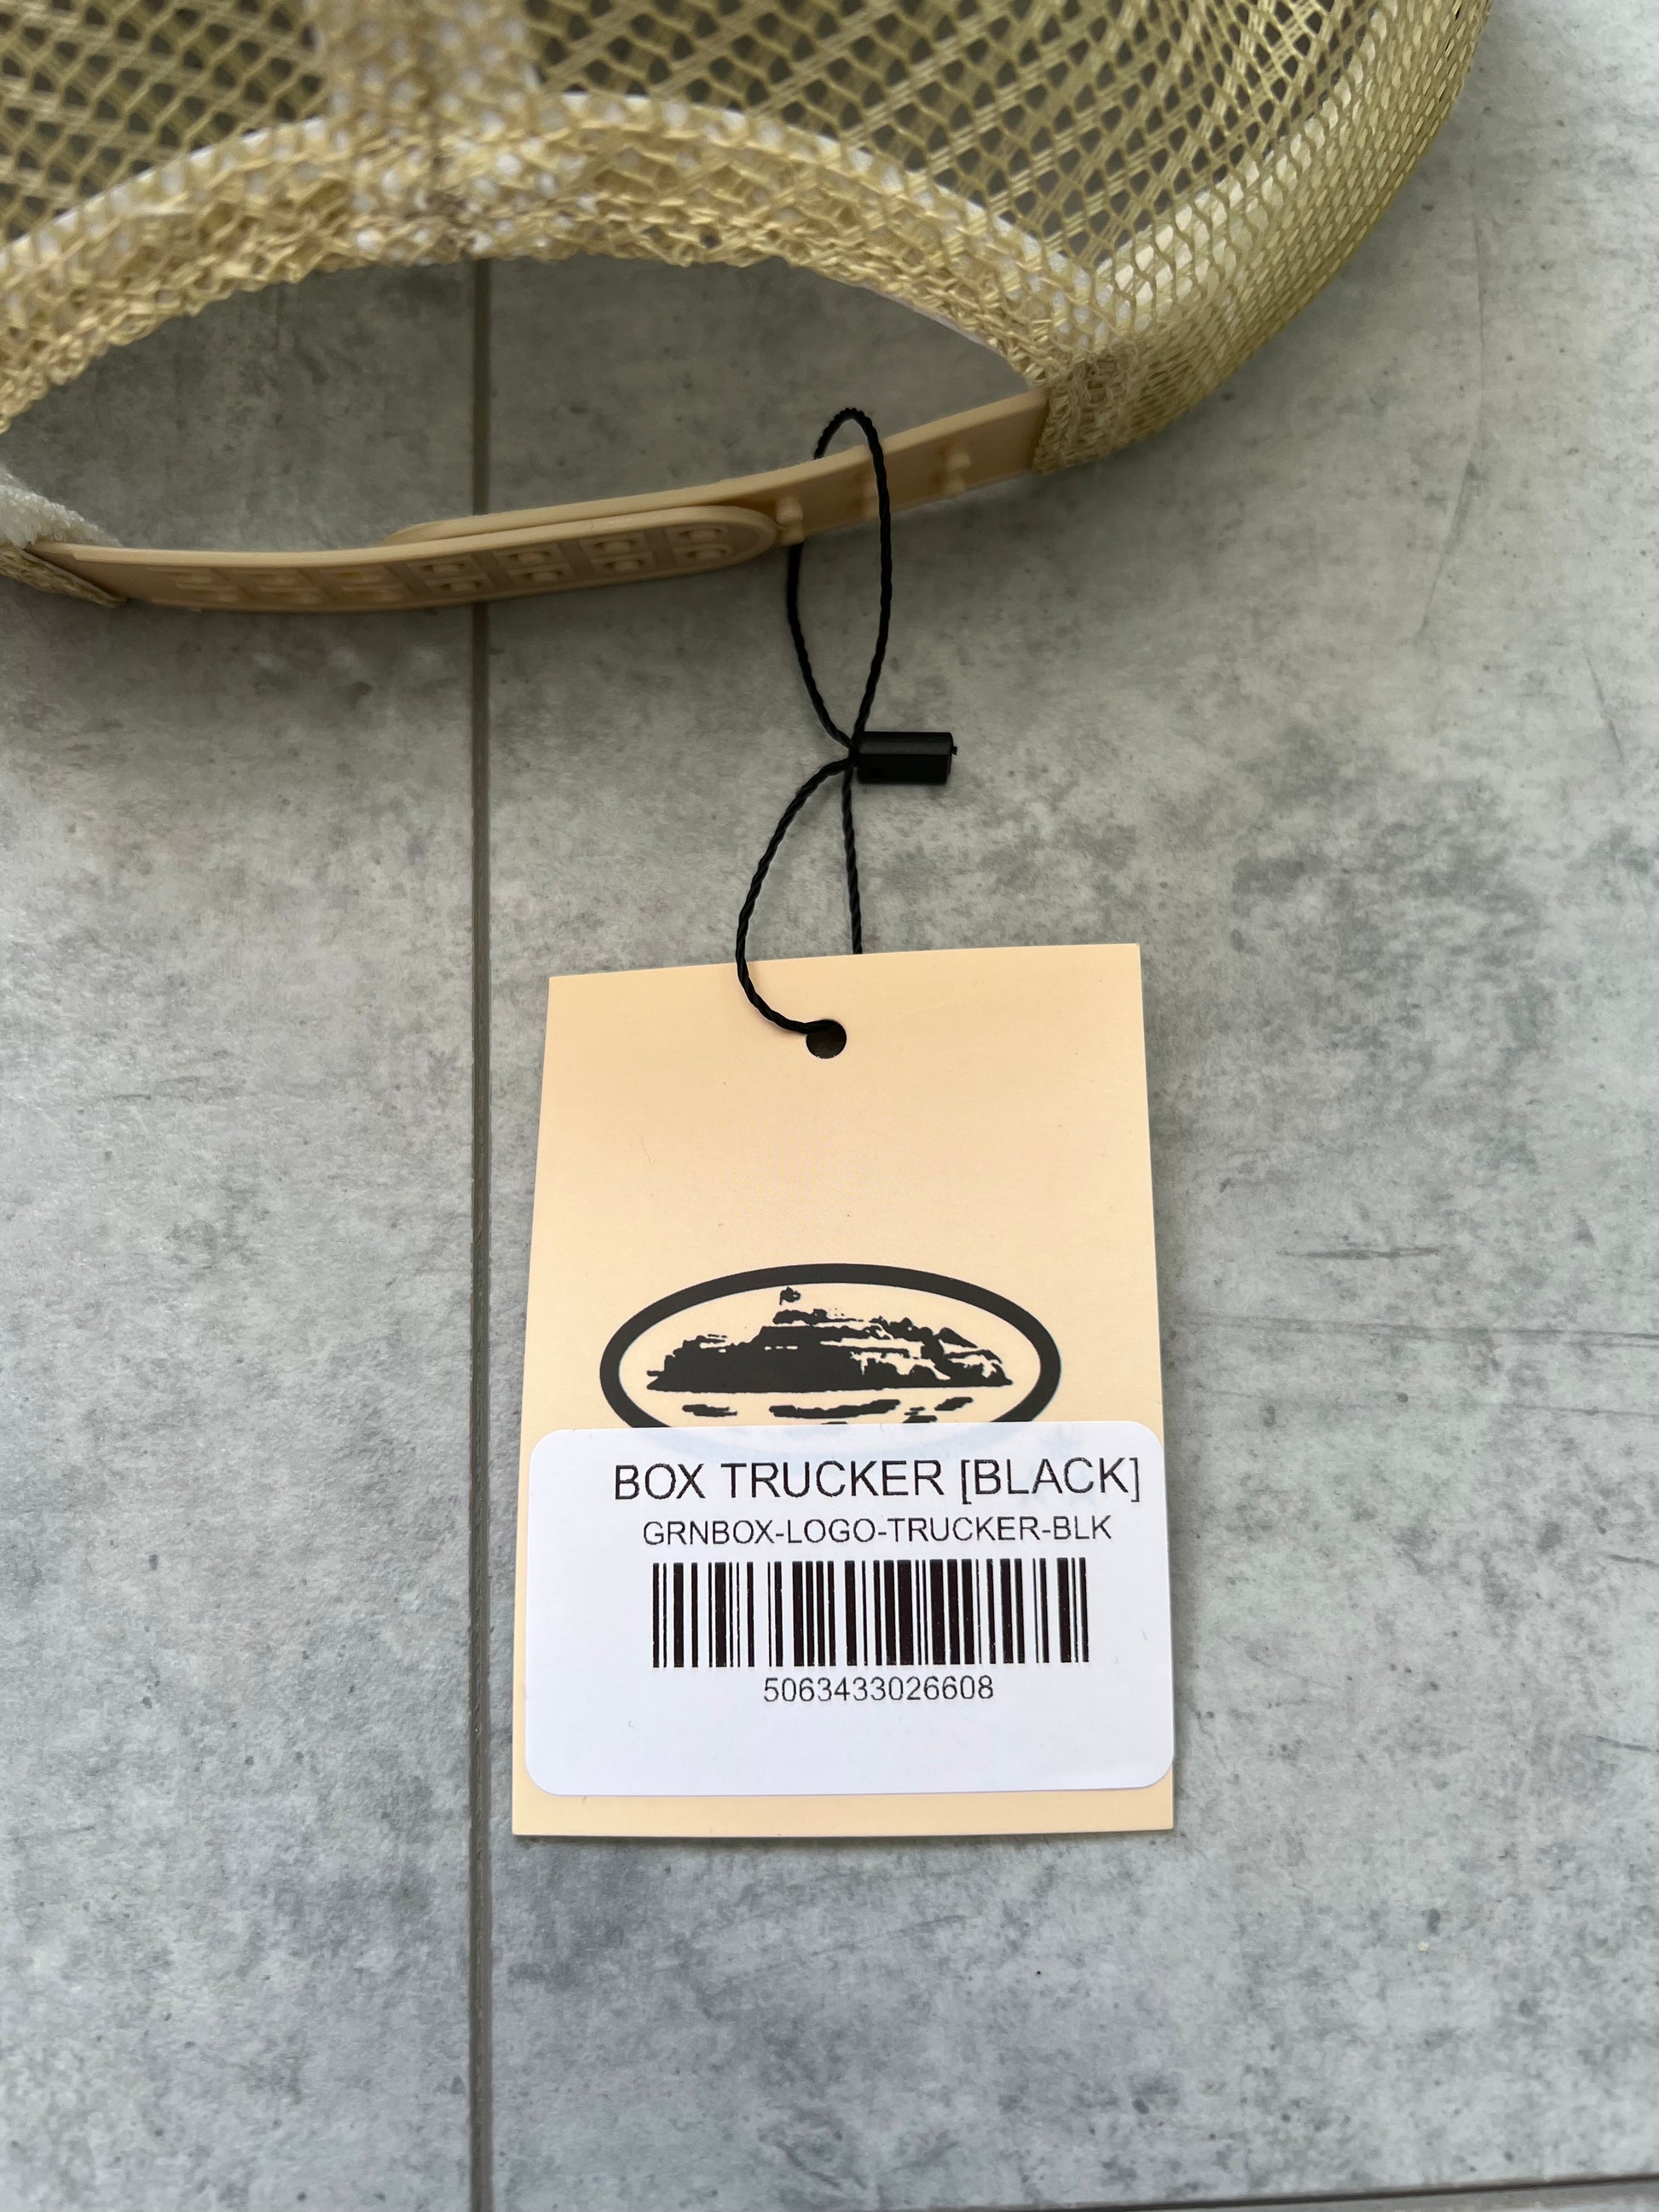 BOX TRUCKER [BLACK]
GRNBOX-LOGO-TRUCKER-BLK
5063433026608